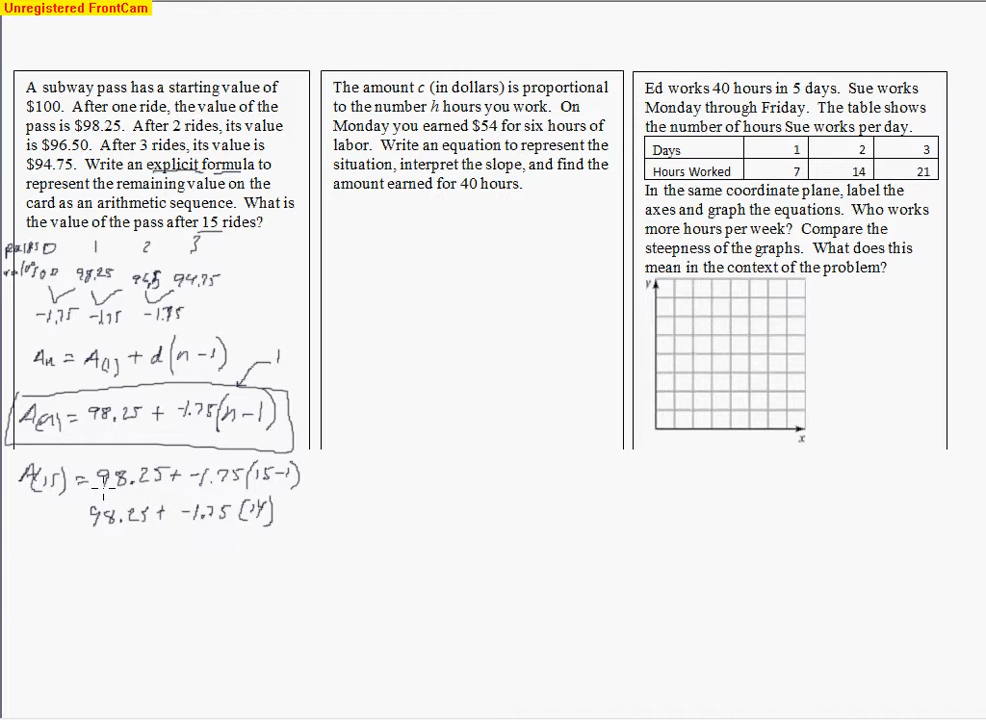 Unregistered FrontCam
A subway pass has a starting value of
$100. After one ride, the value of the
pass is $98.25. After 2 rides, its value
is $96.50. After 3 rides, its value is
$94.75. Write an explicit formula to
represent the remaining value on the
card as an arithmetic sequence. What is
the value of the pass after 15 rides?
0 1 2 3
98.25 94.75
-1.75 -1.75 -1.75
An = A(1) + d(n-1)
1
A(n) = 98.25 + -1.75(n-1)
A(15) = 98.25 + -1.75(15-1)
98.25 + -1.75(14)
The amount c (in dollars) is proportional
to the number h hours you work. On
Monday you earned $54 for six hours of
labor. Write an equation to represent the
situation, interpret the slope, and find the
amount earned for 40 hours.
Ed works 40 hours in 5 days. Sue works
Monday through Friday. The table shows
the number of hours Sue works per day.
Days 1 2 3
Hours Worked 7 14 21
In the same coordinate plane, label the
axes and graph the equations. Who works
more hours per week? Compare the
steepness of the graphs. What does this
mean in the context of the problem?
y
x